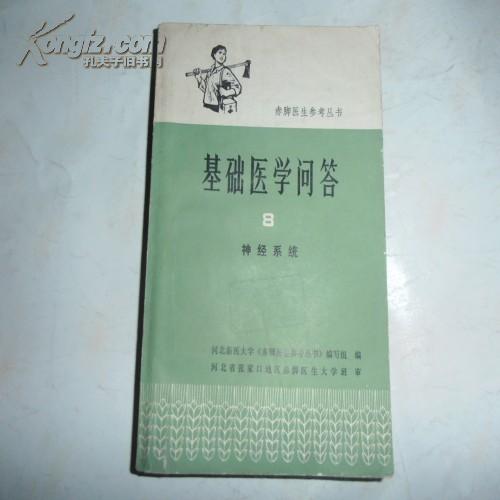 Kongfz.com
孔夫子旧书网
赤脚医生参考丛书
基础医学问答
8
神经系统
河北新医大学《赤脚医生参考丛书》编写组 编
河北省张家口地区赤脚医生大学班 审